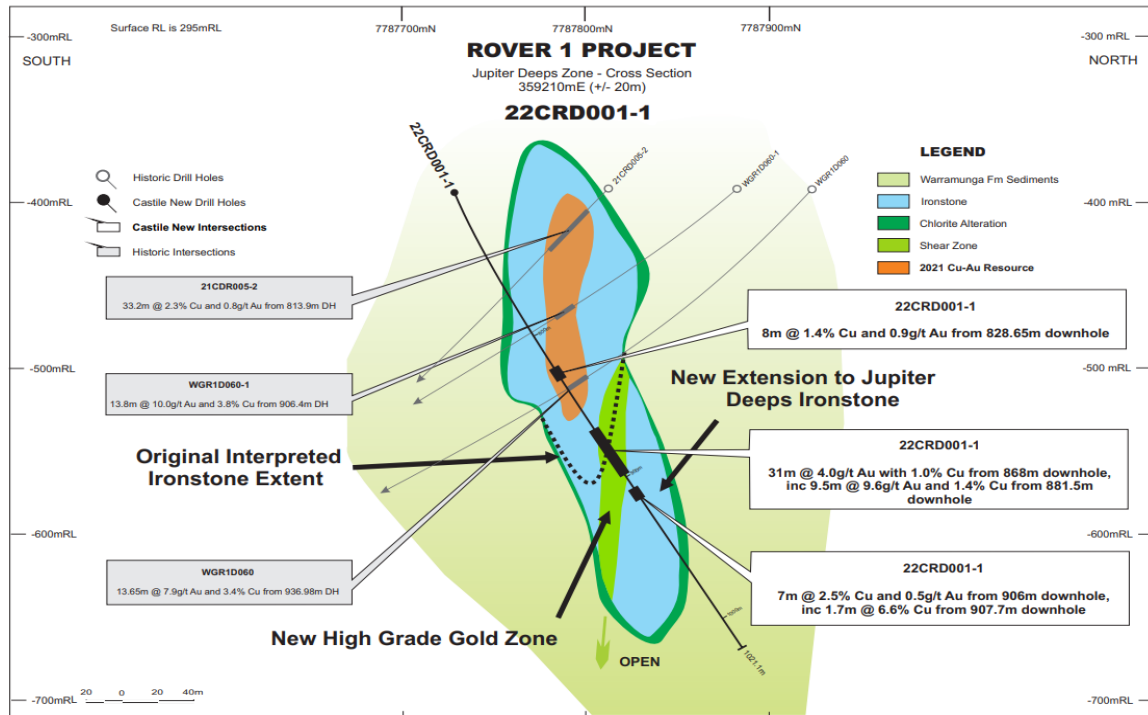 Surface RL is 295mRL
7787700mN
7787800mN
7787900mN
-300mRL
-300 mRL
SOUTH
NORTH
ROVER 1 PROJECT
Jupiter Deeps Zone - Cross Section
359210mE (+/- 20m)
22CRD001-1
22CRD001-1
21CRD005-2
WGR1D060-1
WGR1D060
LEGEND
Warramunga Fm Sediments
Ironstone
Chlorite Alteration
Shear Zone
2021 Cu-Au Resource
Historic Drill Holes
Castile New Drill Holes
Castile New Intersections
Historic Intersections
-400mRL
-400 mRL
21CDR005-2
33.2m @ 2.3% Cu and 0.8g/t Au from 813.9m DH
22CRD001-1
8m @ 1.4% Cu and 0.9g/t Au from 828.65m downhole
-500mRL
-500 mRL
WGR1D060-1
13.8m @ 10.0g/t Au and 3.8% Cu from 906.4m DH
New Extension to Jupiter
Deeps Ironstone
Original Interpreted
Ironstone Extent
22CRD001-1
31m @ 4.0g/t Au with 1.0% Cu from 868m downhole,
inc 9.5m @ 9.6g/t Au and 1.4% Cu from 881.5m
downhole
-600mRL
-600mRL
WGR1D060
13.65m @ 7.9g/t Au and 3.4% Cu from 936.98m DH
22CRD001-1
7m @ 2.5% Cu and 0.5g/t Au from 906m downhole,
inc 1.7m @ 6.6% Cu from 907.7m downhole
New High Grade Gold Zone
1000m
1021.1m
OPEN
20 0 20 40m
-700mRL
-700mRL